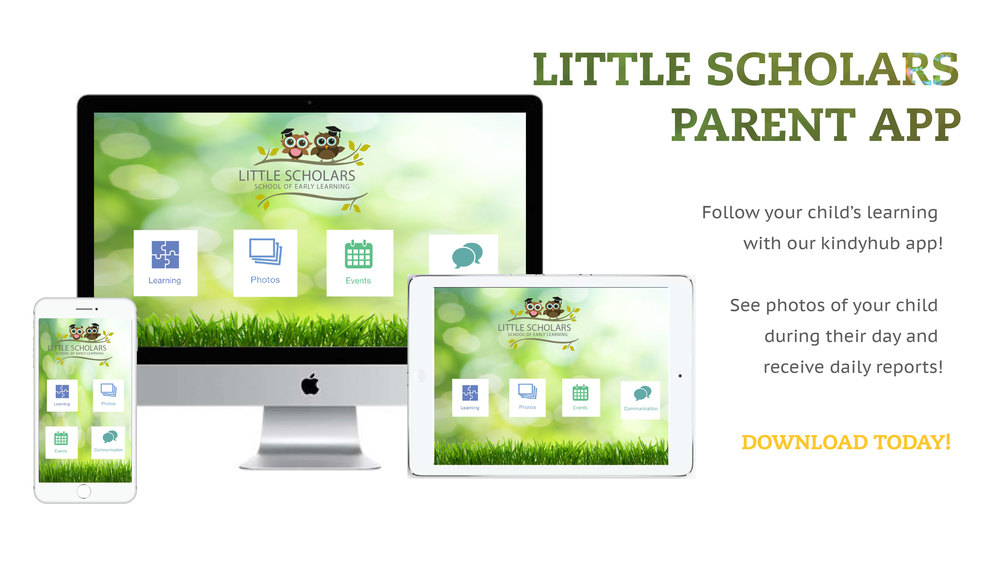 LITTLE SCHOLARS
PARENT APP
Follow your child's learning
with our kindyhub app!
See photos of your child
during their day and
receive daily reports!
DOWNLOAD TODAY!
LITTLE SCHOLARS
SCHOOL OF EARLY LEARNING
Learning
Photos
Events
LITTLE SCHOLARS
SCHOOL OF EARLY LEARNING
Learning
Photos
Events
Communication
LITTLE SCHOLARS
SCHOOL OF EARLY LEARNING
Learning
Photos
Events
Communication